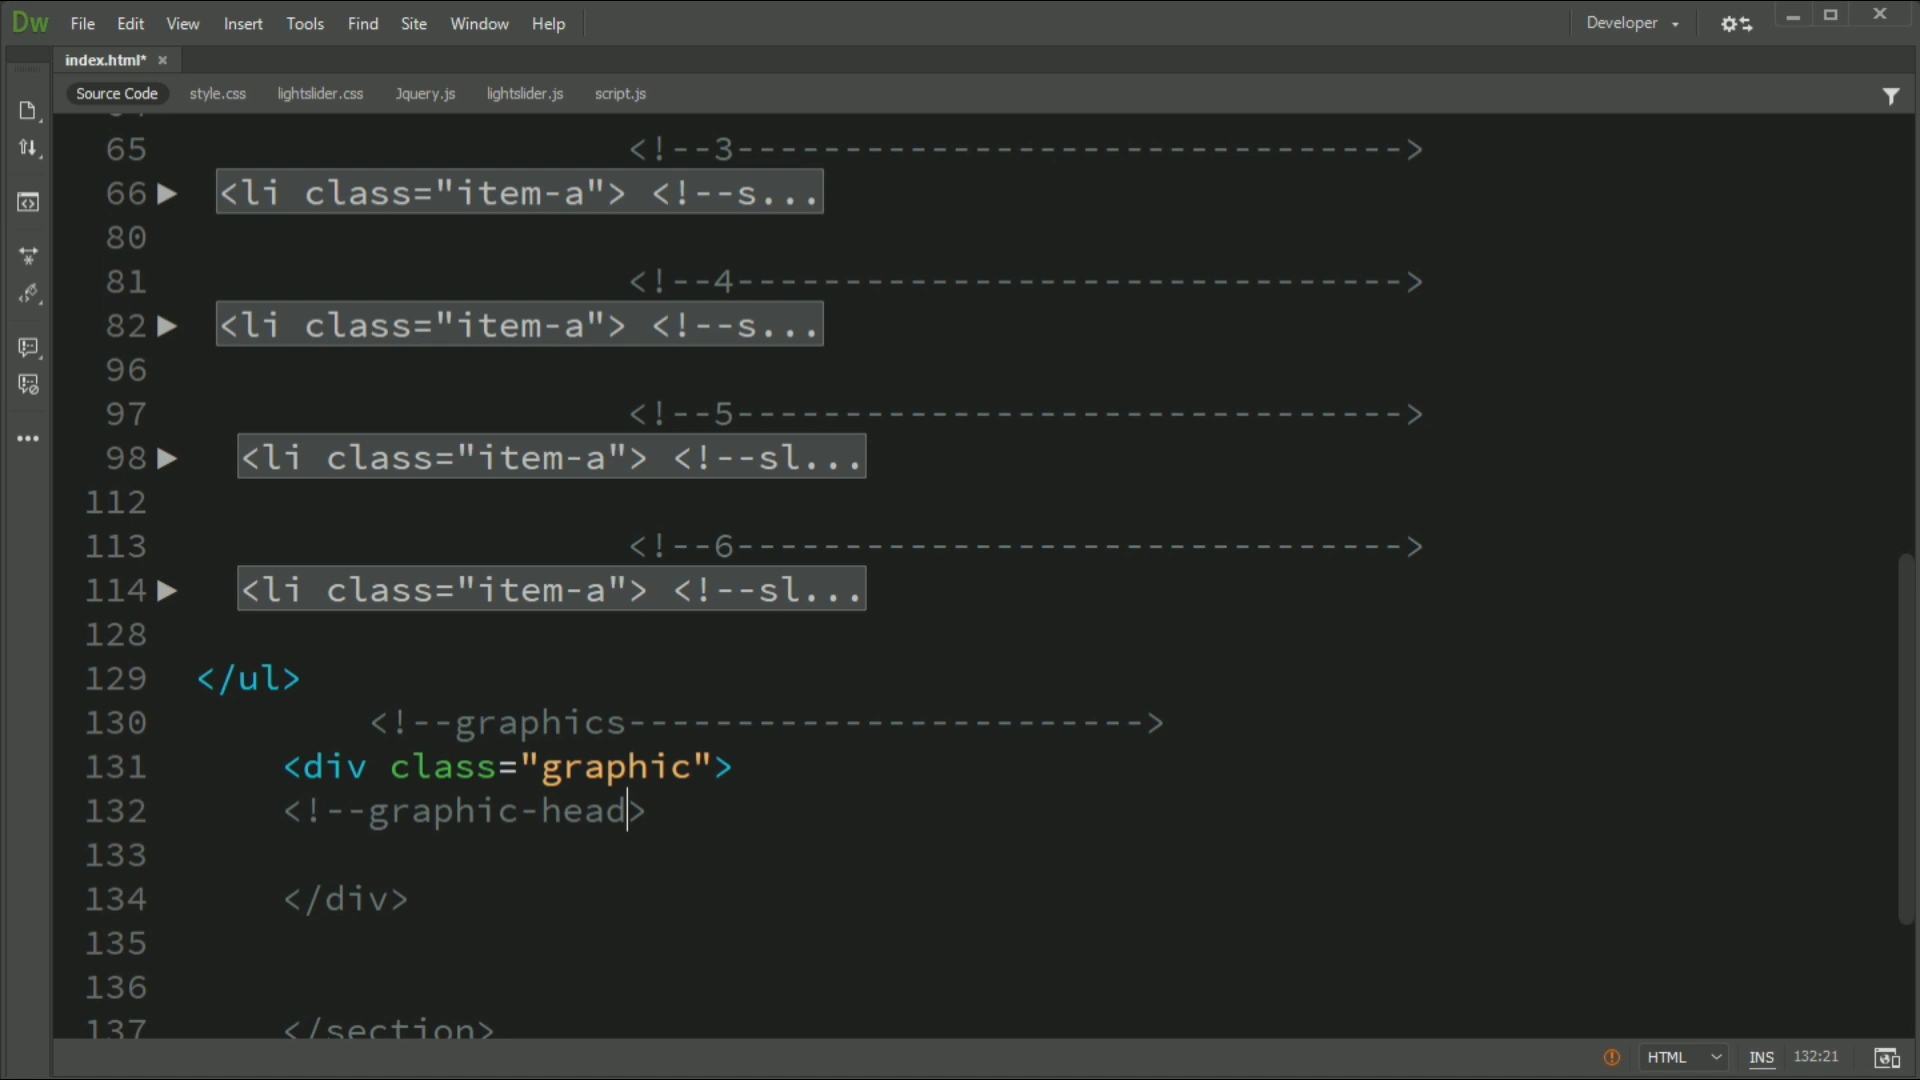 Dw File Edit View Insert Tools Find Site Window Help Developer
index.html*
Source Code style.css lightslider.css Jquery.js lightslider.js script.js
65 <!--3------------------------------->
66 <li class="item-a"> <!--s...
80
81 <!--4------------------------------->
82 <li class="item-a"> <!--s...
96
97 <!--5------------------------------->
98 <li class="item-a"> <!--sl...
112
113 <!--6------------------------------->
114 <li class="item-a"> <!--sl...
128
129 </ul>
130 <!--graphics------------------------>
131 <div class="graphic">
132 <!--graphic-head>
133
134 </div>
135
136
137 </section>
HTML INS 132:21